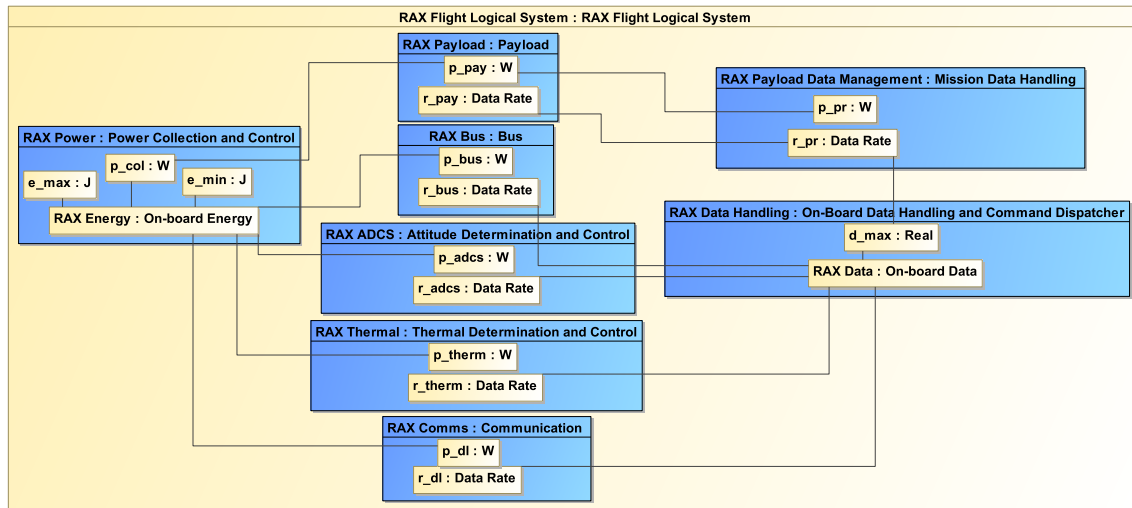 RAX Flight Logical System : RAX Flight Logical System
RAX Payload : Payload
p_pay : W
r_pay : Data Rate
RAX Payload Data Management : Mission Data Handling
p_pr : W
r_pr : Data Rate
RAX Power : Power Collection and Control
p_col : W
e_max : J
e_min : J
RAX Energy : On-board Energy
RAX Bus : Bus
p_bus : W
r_bus : Data Rate
RAX Data Handling : On-Board Data Handling and Command Dispatcher
d_max : Real
RAX Data : On-board Data
RAX ADCS : Attitude Determination and Control
p_adcs : W
r_adcs : Data Rate
RAX Thermal : Thermal Determination and Control
p_therm : W
r_therm : Data Rate
RAX Comms : Communication
p_dl : W
r_dl : Data Rate